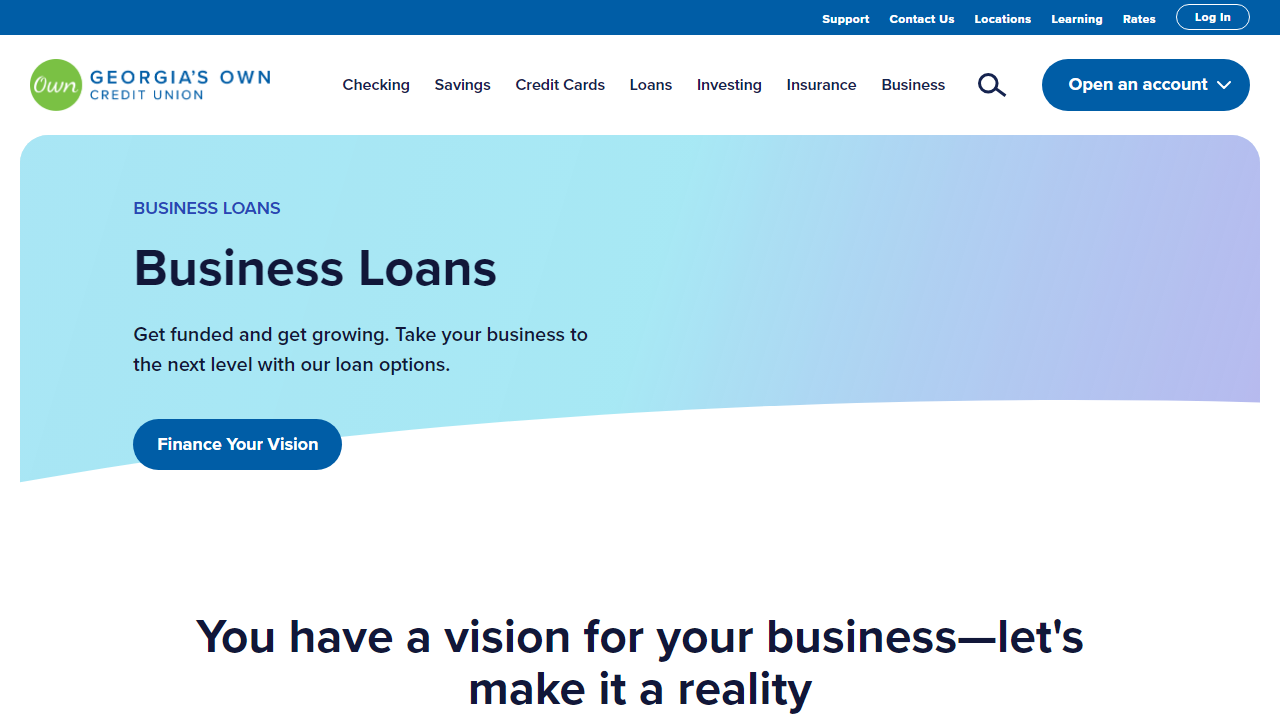 Support Contact Us Locations Learning Rates Log In
Own GEORGIA'S OWN
CREDIT UNION
Checking Savings Credit Cards Loans Investing Insurance Business Open an account
BUSINESS LOANS
Business Loans
Get funded and get growing. Take your business to
the next level with our loan options.
Finance Your Vision
You have a vision for your business—let's
make it a reality